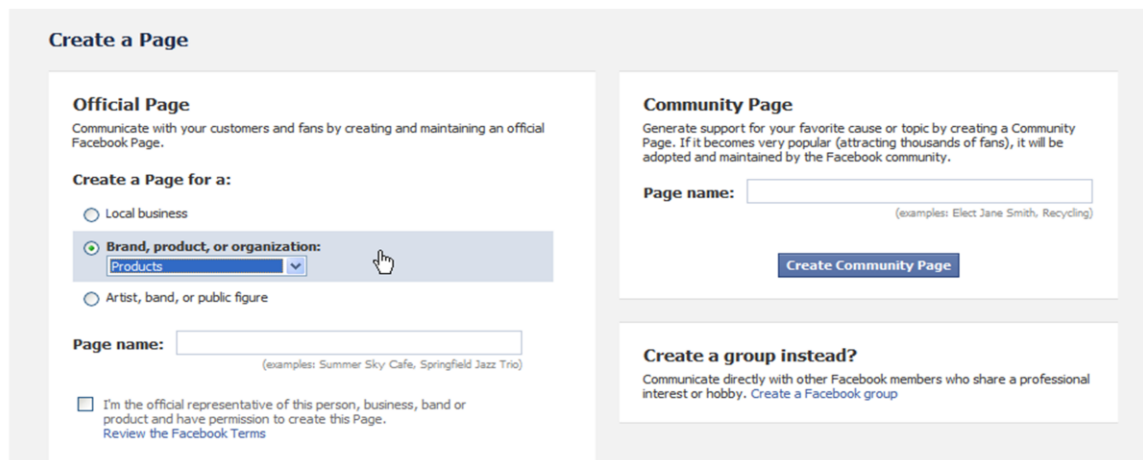 Create a Page
Official Page
Communicate with your customers and fans by creating and maintaining an official
Facebook Page.
Create a Page for a:
Local business
Brand, product, or organization:
Products
Artist, band, or public figure
Page name:
(examples: Summer Sky Cafe, Springfield Jazz Trio)
I'm the official representative of this person, business, band or
product and have permission to create this Page.
Review the Facebook Terms
Community Page
Generate support for your favorite cause or topic by creating a Community
Page. If it becomes very popular (attracting thousands of fans), it will be
adopted and maintained by the Facebook community.
Page name:
(examples: Elect Jane Smith, Recycling)
Create Community Page
Create a group instead?
Communicate directly with other Facebook members who share a professional
interest or hobby. Create a Facebook group